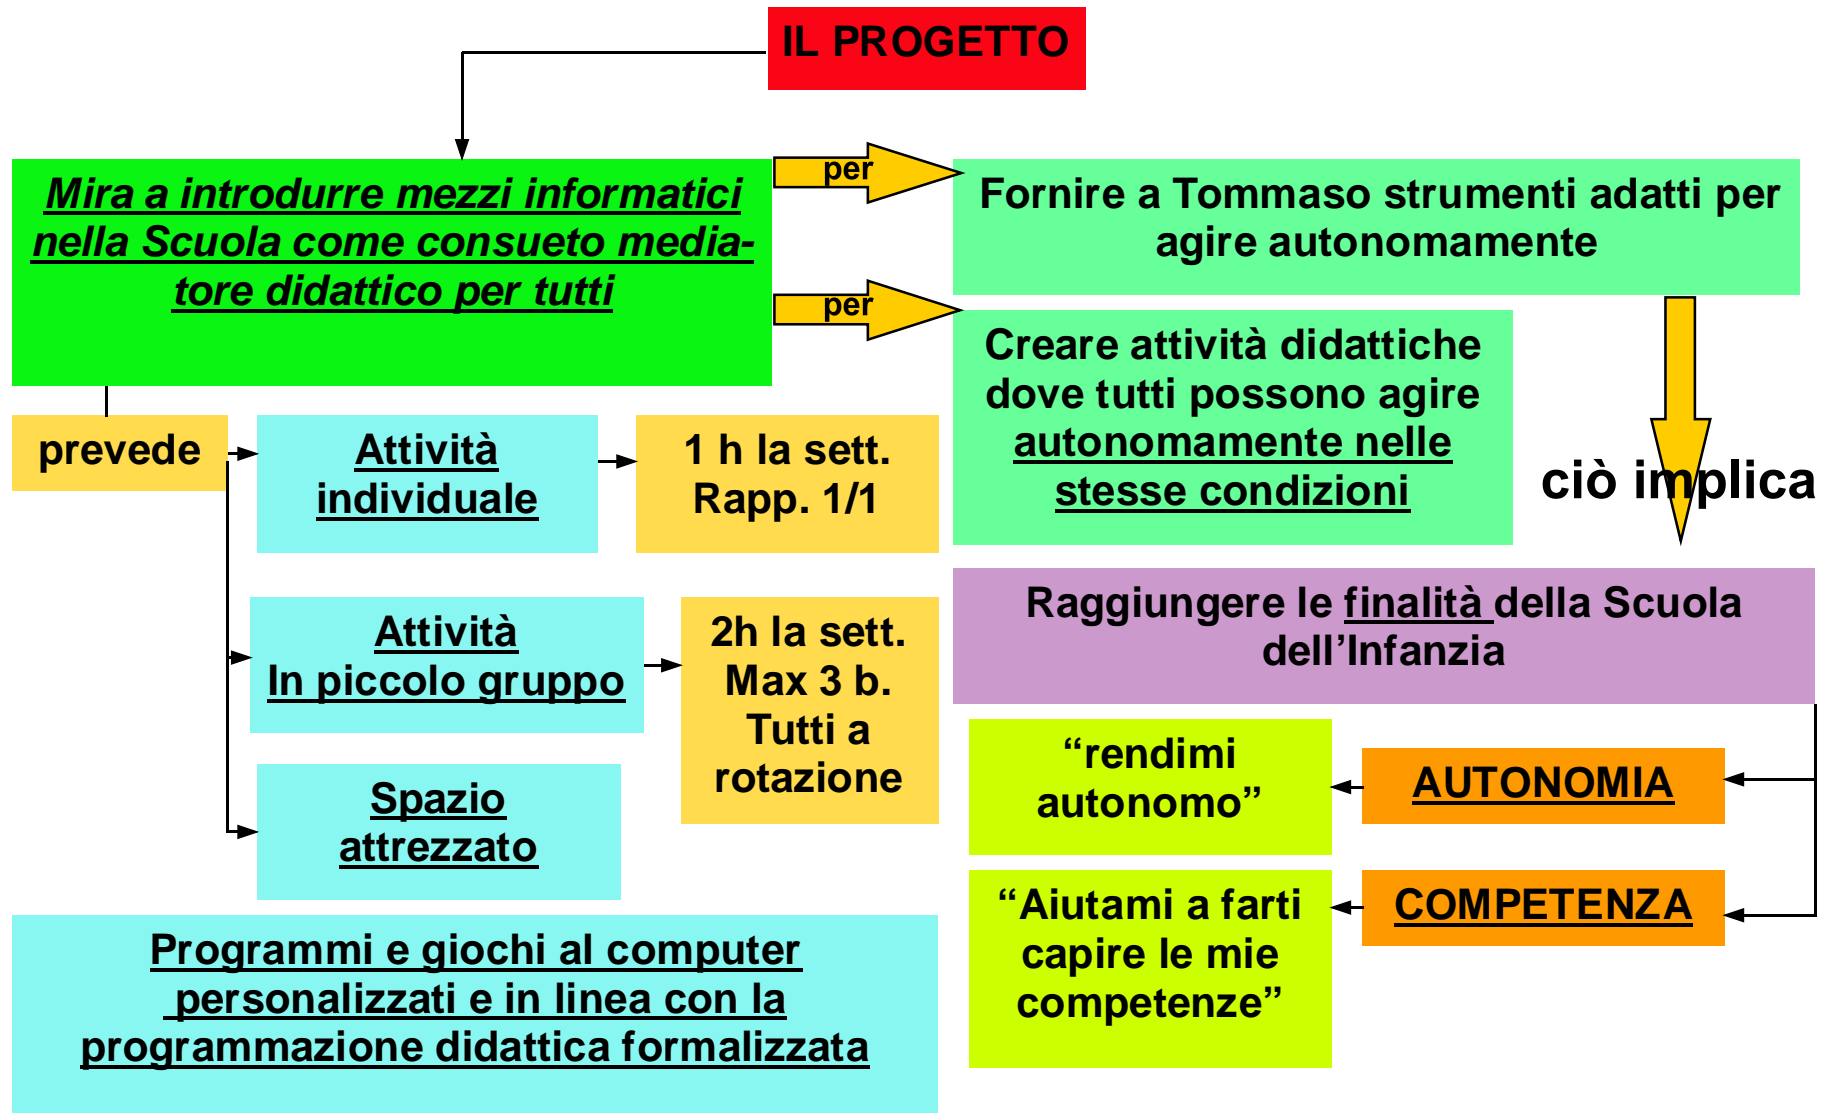 IL PROGETTO
Mira a introdurre mezzi informatici
nella Scuola come consueto media-
tore didattico per tutti
per
Fornire a Tommaso strumenti adatti per
agire autonomamente
per
Creare attività didattiche
dove tutti possono agire
autonomamente nelle
stesse condizioni
ciò implica
prevede
Attività
individuale
1 h la sett.
Rapp. 1/1
Attività
In piccolo gruppo
2h la sett.
Max 3 b.
Tutti a
rotazione
Spazio
attrezzato
Programmi e giochi al computer
personalizzati e in linea con la
programmazione didattica formalizzata
Raggiungere le finalità della Scuola
dell’Infanzia
“rendimi
autonomo”
AUTONOMIA
“Aiutami a farti
capire le mie
competenze”
COMPETENZA